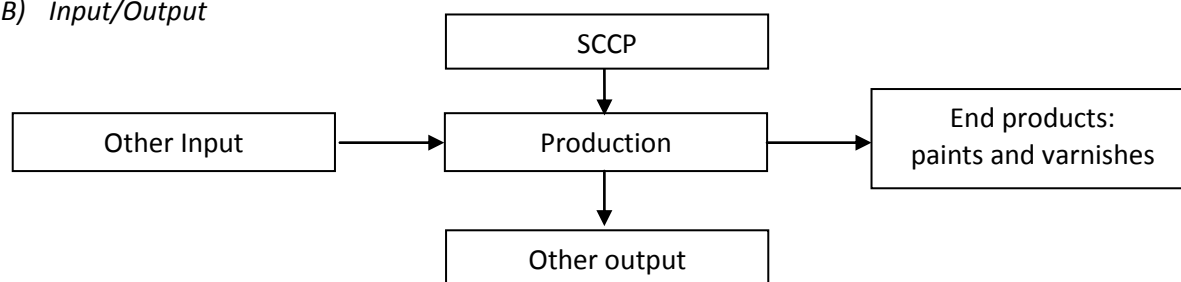 B) Input/Output
SCCP
Other Input
Production
End products:
paints and varnishes
Other output